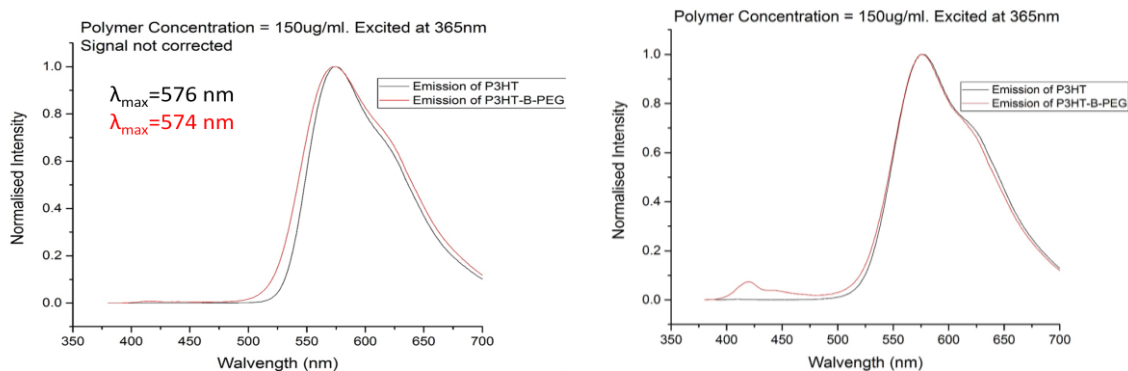 Polymer Concentration = 150ug/ml. Excited at 365nm
Signal not corrected
λmax=576 nm
λmax=574 nm
Emission of P3HT
Emission of P3HT-B-PEG
Normalised Intensity
1.0
0.8
0.6
0.4
0.2
0.0
350 400 450 500 550 600 650 700
Walvength (nm)
Polymer Concentration = 150ug/ml. Excited at 365nm
Emission of P3HT
Emission of P3HT-B-PEG
Normalised Intensity
1.0
0.8
0.6
0.4
0.2
0.0
350 400 450 500 550 600 650 700
Walvength (nm)